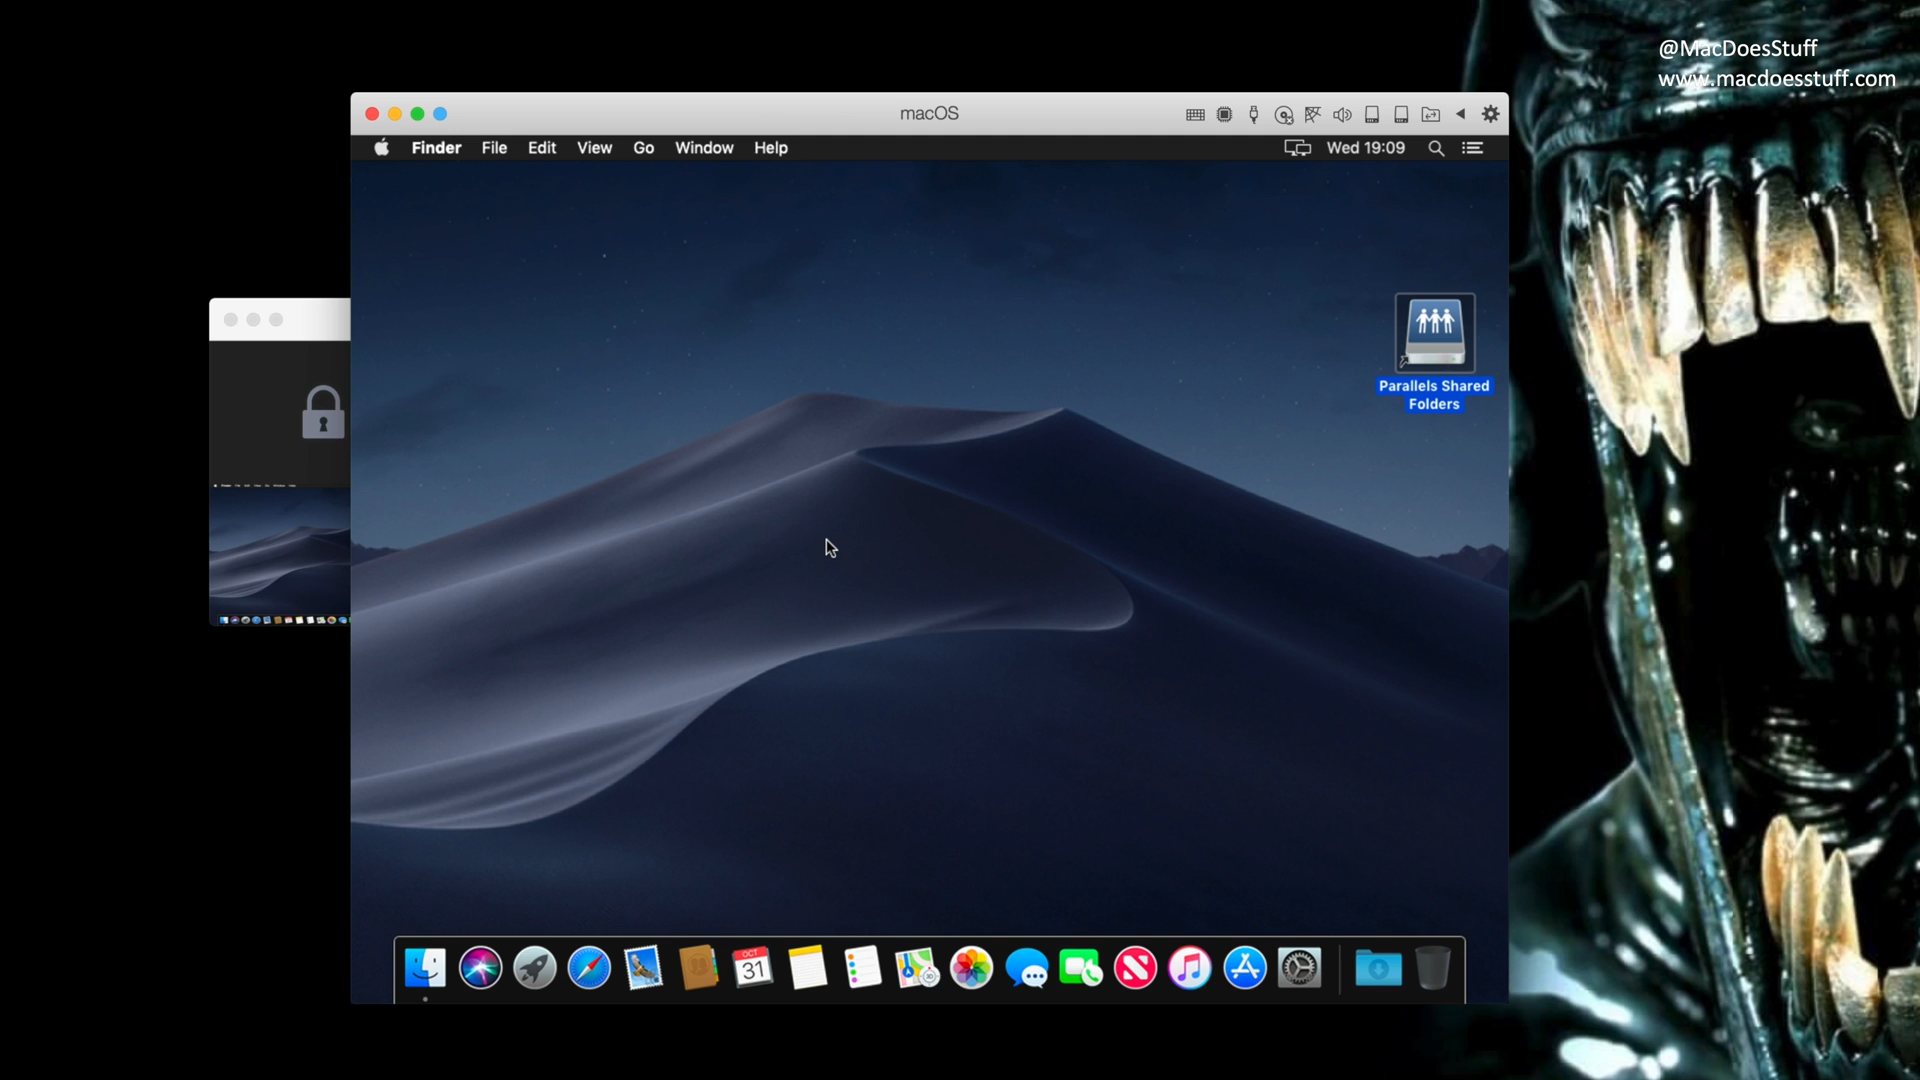 @MacDoesStuff
www.macdoesstuff.com
macOS
Finder File Edit View Go Window Help Wed 19:09
Parallels Shared
Folders
OCT
31
3D